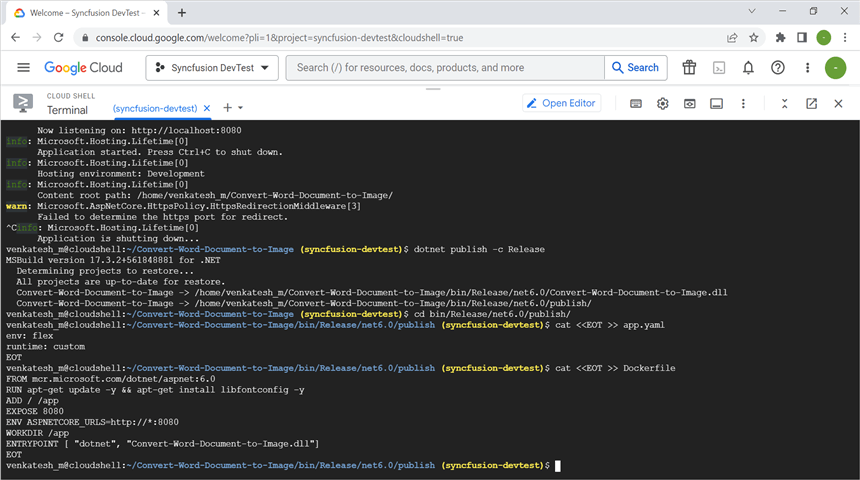 Welcome – Syncfusion DevTest –
console.cloud.google.com/welcome?pli=1&project=syncfusion-devtest&cloudshell=true
Google Cloud
Syncfusion DevTest
Search (/) for resources, docs, products, and more
Search
CLOUD SHELL
Terminal
(syncfusion-devtest)
Open Editor
Now listening on: http://localhost:8080
info: Microsoft.Hosting.Lifetime[0]
Application started. Press Ctrl+C to shut down.
info: Microsoft.Hosting.Lifetime[0]
Hosting environment: Development
info: Microsoft.Hosting.Lifetime[0]
Content root path: /home/venkatesh_m/Convert-Word-Document-to-Image/
warn: Microsoft.AspNetCore.HttpsPolicy.HttpsRedirectionMiddleware[3]
Failed to determine the https port for redirect.
^Cinfo: Microsoft.Hosting.Lifetime[0]
Application is shutting down...
venkatesh_m@cloudshell:~/Convert-Word-Document-to-Image (syncfusion-devtest)$ dotnet publish -c Release
MSBuild version 17.3.2+561848881 for .NET
Determining projects to restore...
All projects are up-to-date for restore.
Convert-Word-Document-to-Image -> /home/venkatesh_m/Convert-Word-Document-to-Image/bin/Release/net6.0/Convert-Word-Document-to-Image.dll
Convert-Word-Document-to-Image -> /home/venkatesh_m/Convert-Word-Document-to-Image/bin/Release/net6.0/publish/
venkatesh_m@cloudshell:~/Convert-Word-Document-to-Image (syncfusion-devtest)$ cd bin/Release/net6.0/publish/
venkatesh_m@cloudshell:~/Convert-Word-Document-to-Image/bin/Release/net6.0/publish (syncfusion-devtest)$ cat <<EOT >> app.yaml
env: flex
runtime: custom
EOT
venkatesh_m@cloudshell:~/Convert-Word-Document-to-Image/bin/Release/net6.0/publish (syncfusion-devtest)$ cat <<EOT >> Dockerfile
FROM mcr.microsoft.com/dotnet/aspnet:6.0
RUN apt-get update -y && apt-get install libfontconfig -y
ADD / /app
EXPOSE 8080
ENV ASPNETCORE_URLS=http://*:8080
WORKDIR /app
ENTRYPOINT [ "dotnet", "Convert-Word-Document-to-Image.dll"]
EOT
venkatesh_m@cloudshell:~/Convert-Word-Document-to-Image/bin/Release/net6.0/publish (syncfusion-devtest)$